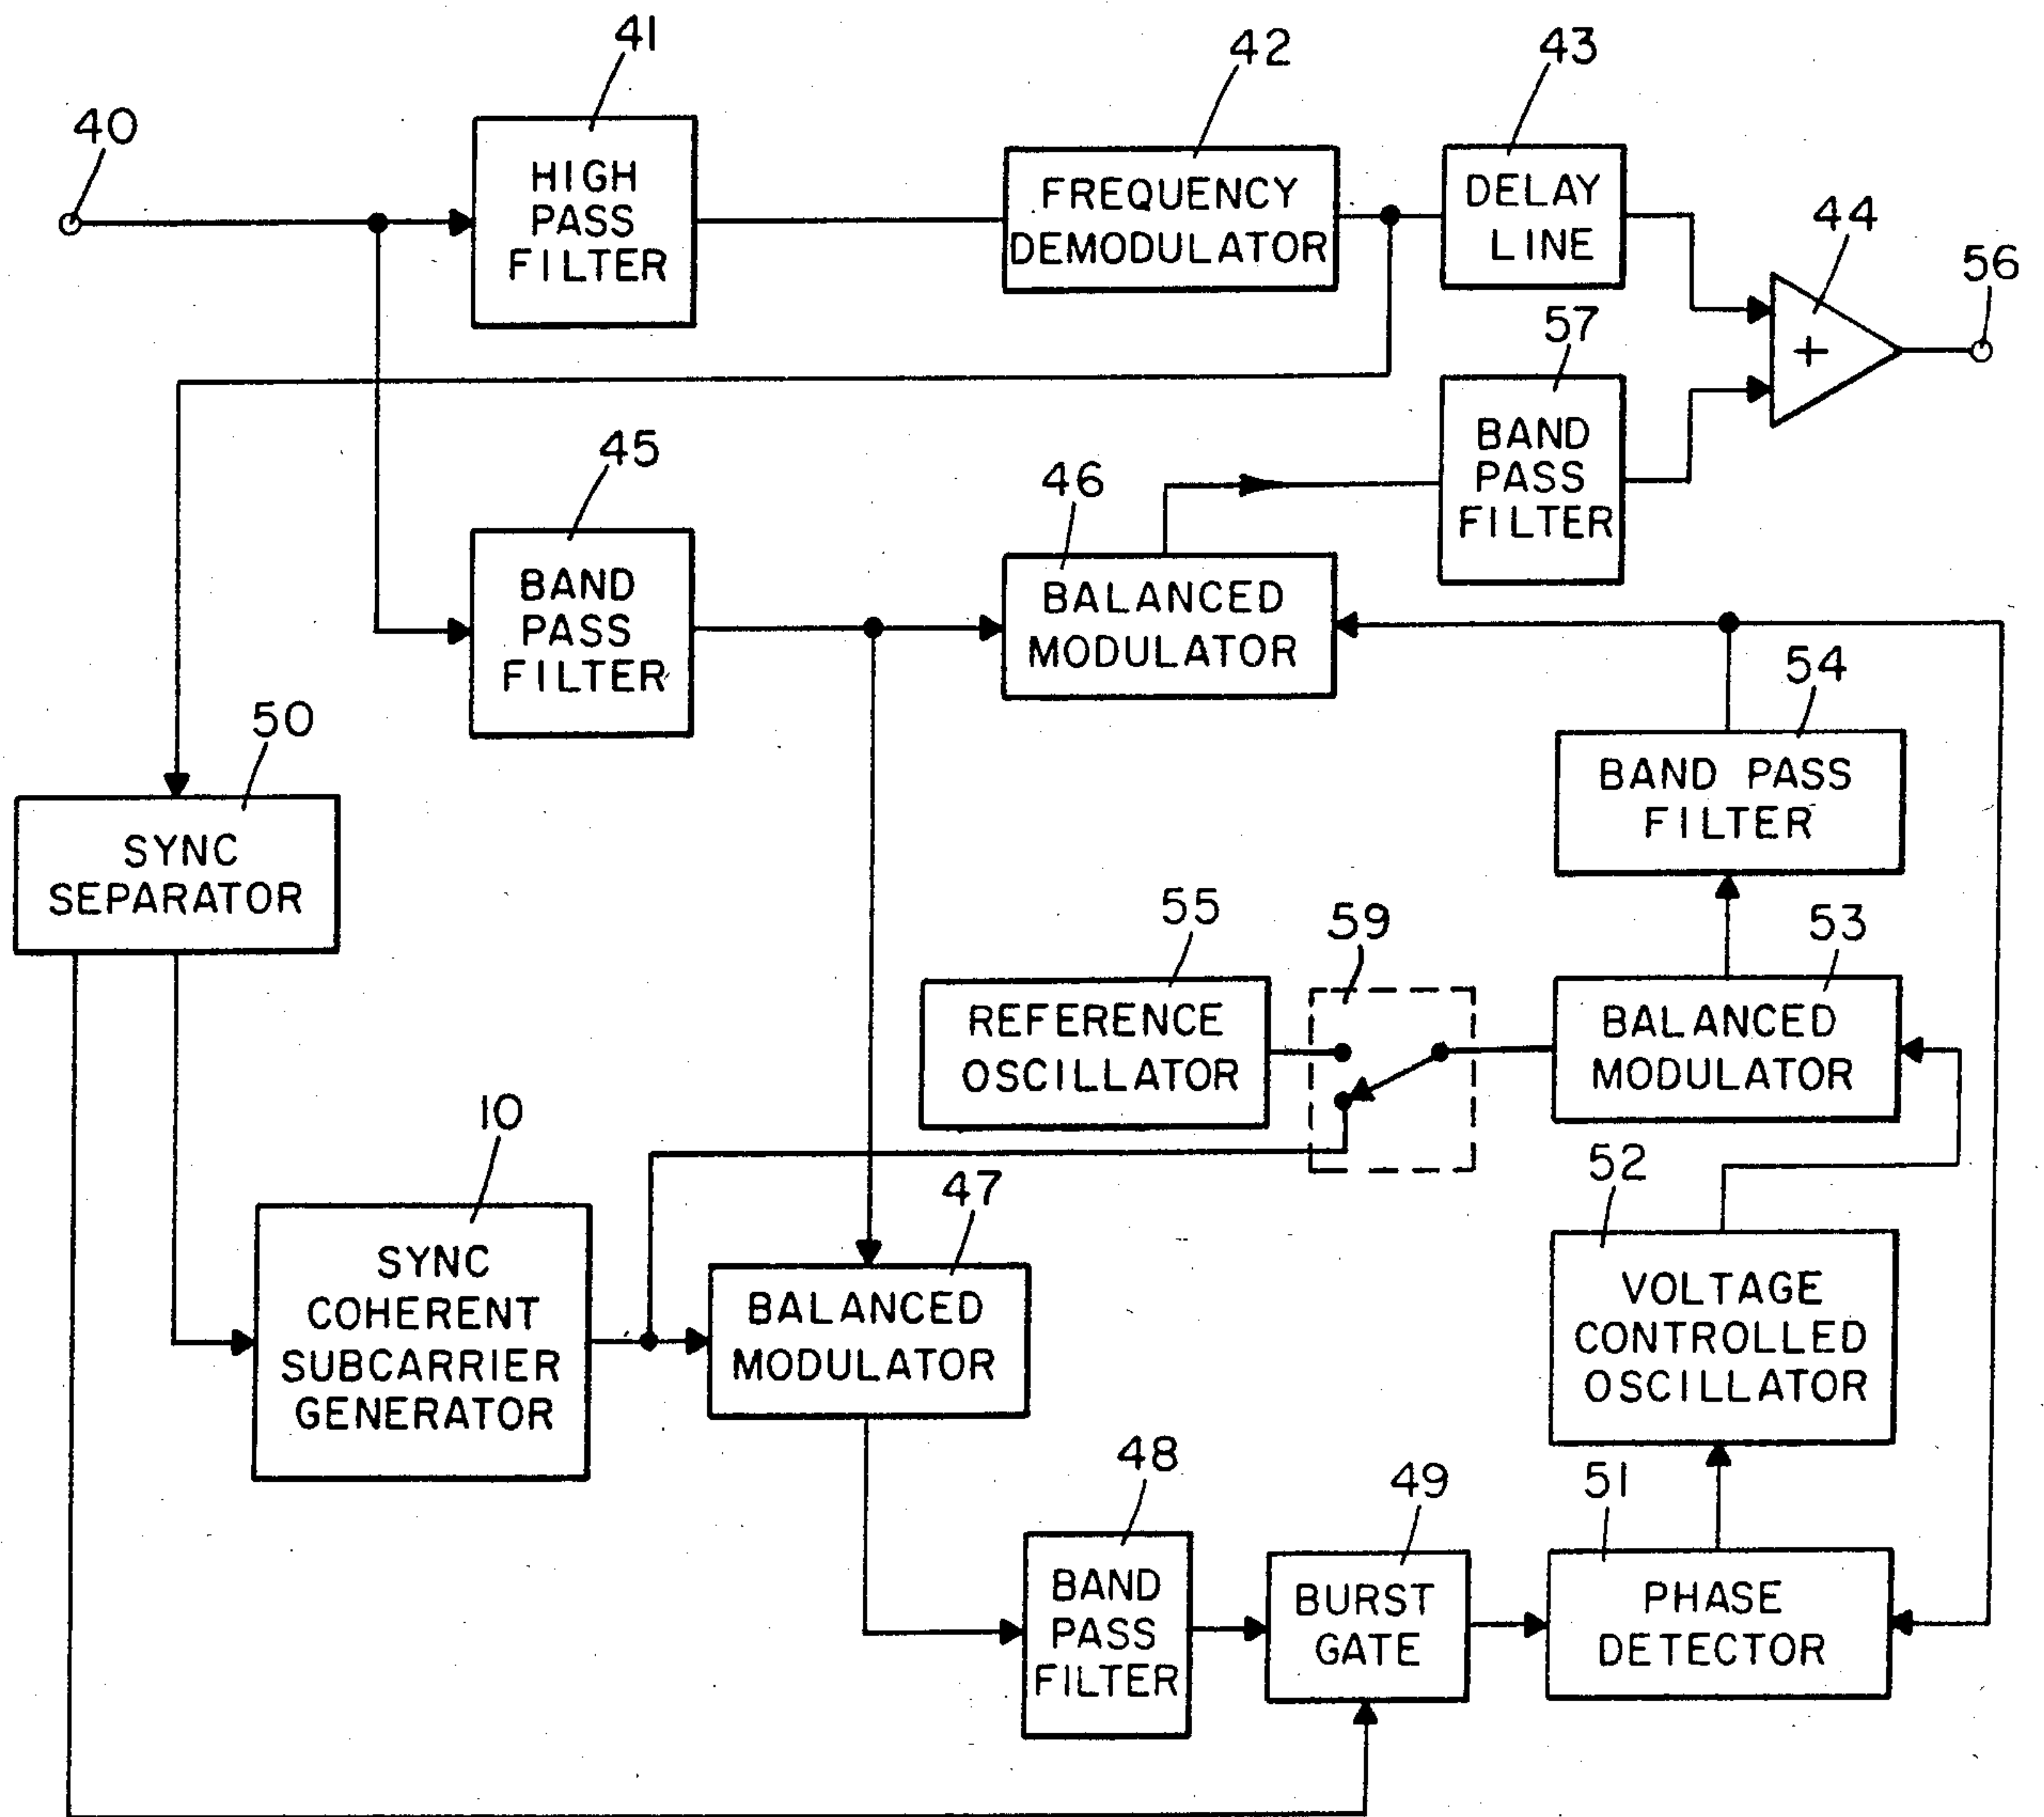 41
42
43
40
HIGH
PASS
FILTER
FREQUENCY
DEMODULATOR
DELAY
LINE
44
56
+
57
BAND
PASS
FILTER
45
46
BAND
PASS
FILTER
BALANCED
MODULATOR
54
BAND PASS
FILTER
50
SYNC
SEPARATOR
55
59
53
REFERENCE
OSCILLATOR
BALANCED
MODULATOR
10
47
52
SYNC
COHERENT
SUBCARRIER
GENERATOR
BALANCED
MODULATOR
VOLTAGE
CONTROLLED
OSCILLATOR
48
49
51
BAND
PASS
FILTER
BURST
GATE
PHASE
DETECTOR